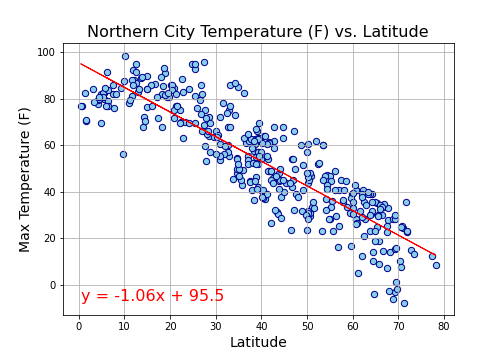 Northern City Temperature (F) vs. Latitude
Max Temperature (F)
100
80
60
40
20
0
y = -1.06x + 95.5
0 10 20 30 40 50 60 70 80
Latitude